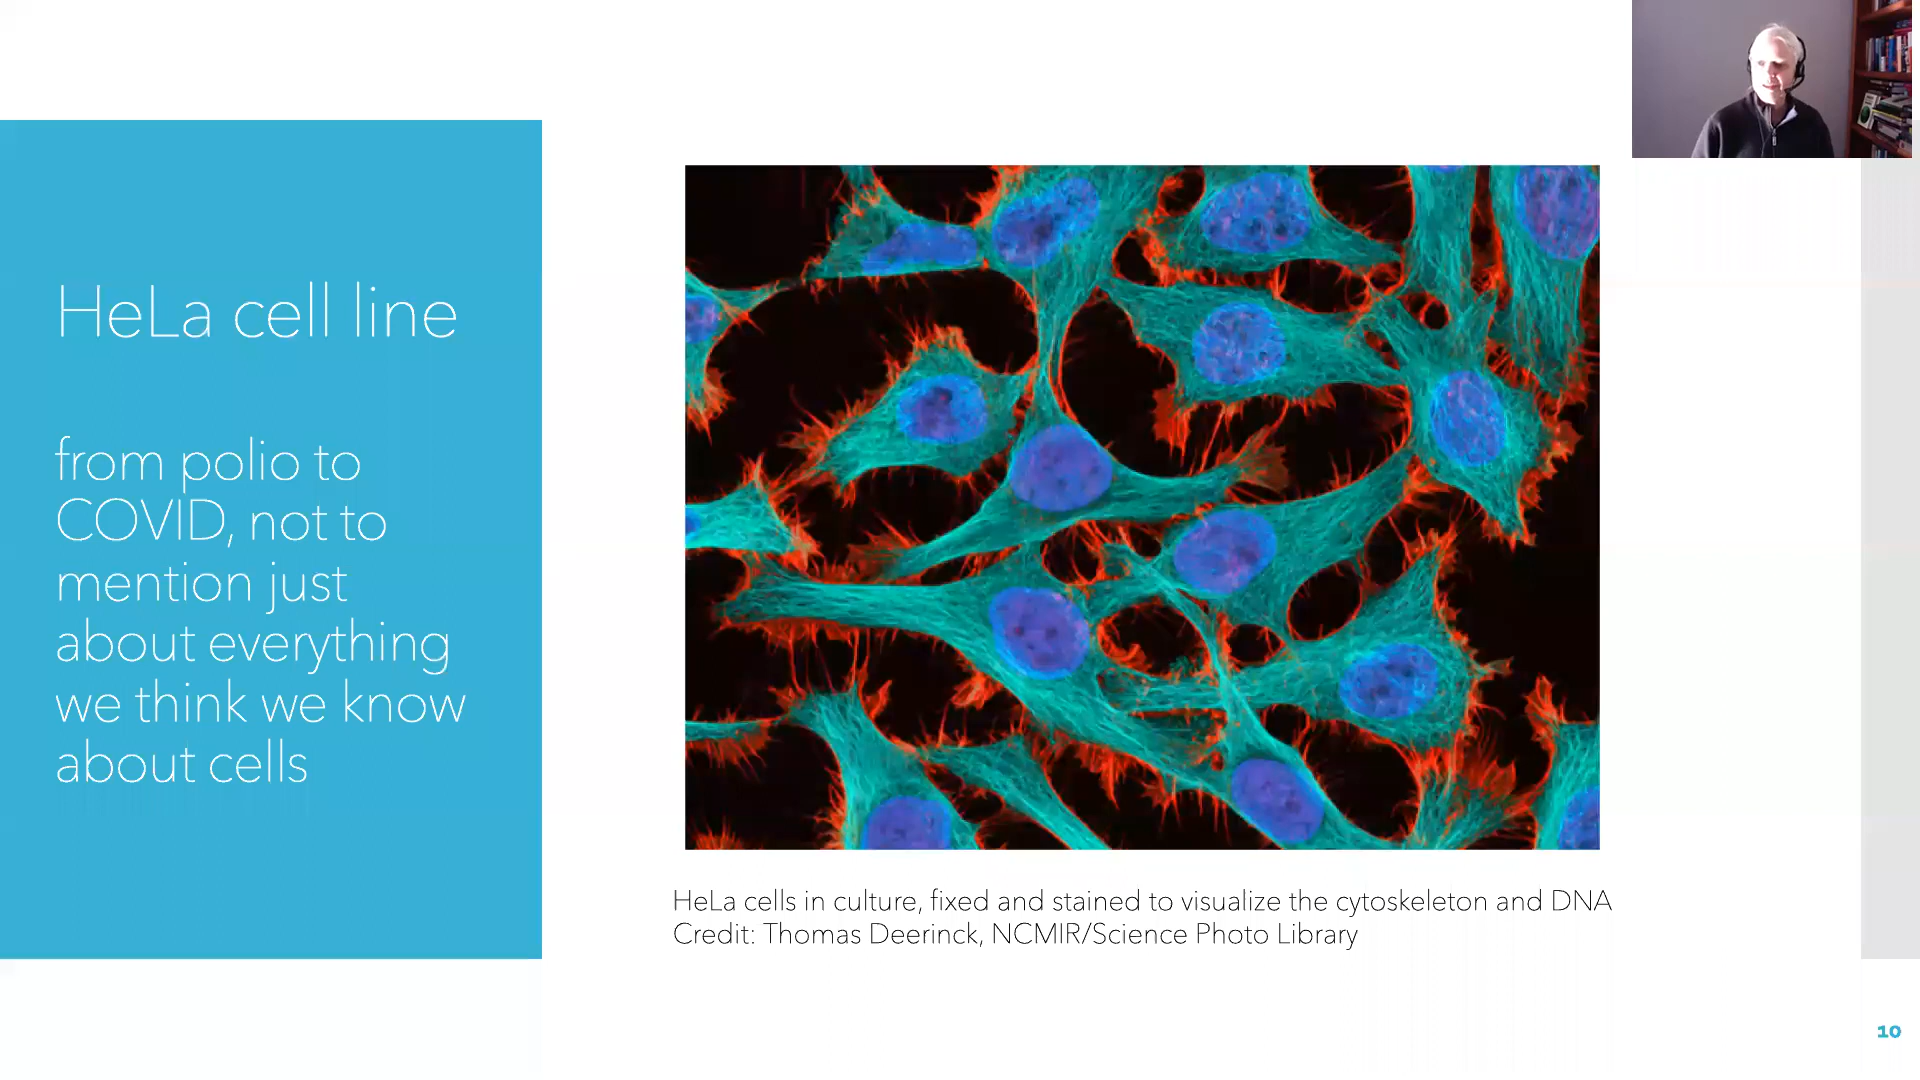 HeLa cell line
from polio to
COVID, not to
mention just
about everything
we think we know
about cells
HeLa cells in culture, fixed and stained to visualize the cytoskeleton and DNA
Credit: Thomas Deerinck, NCMIR/Science Photo Library
10